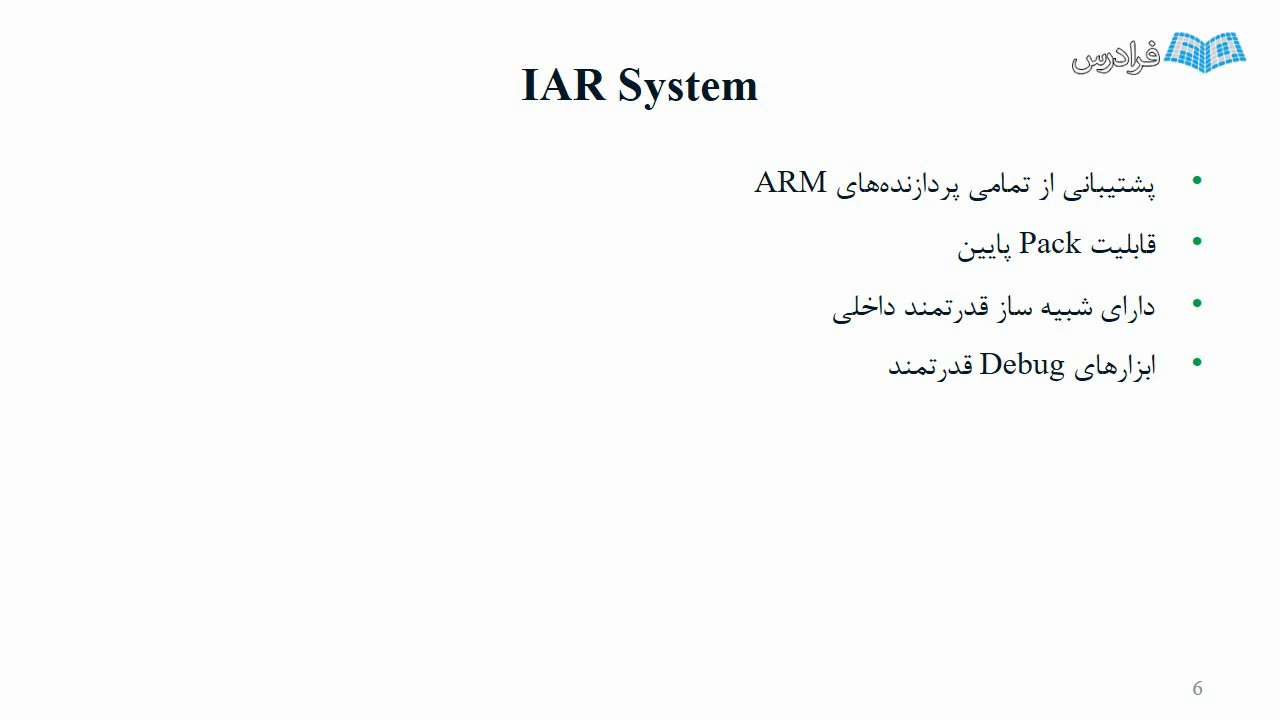 فرادرس
IAR System
• پشتیبانی از تمامی پردازنده‌های ARM
• قابلیت Pack پایین
• دارای شبیه ساز قدرتمند داخلی
• ابزارهای Debug قدرتمند
6